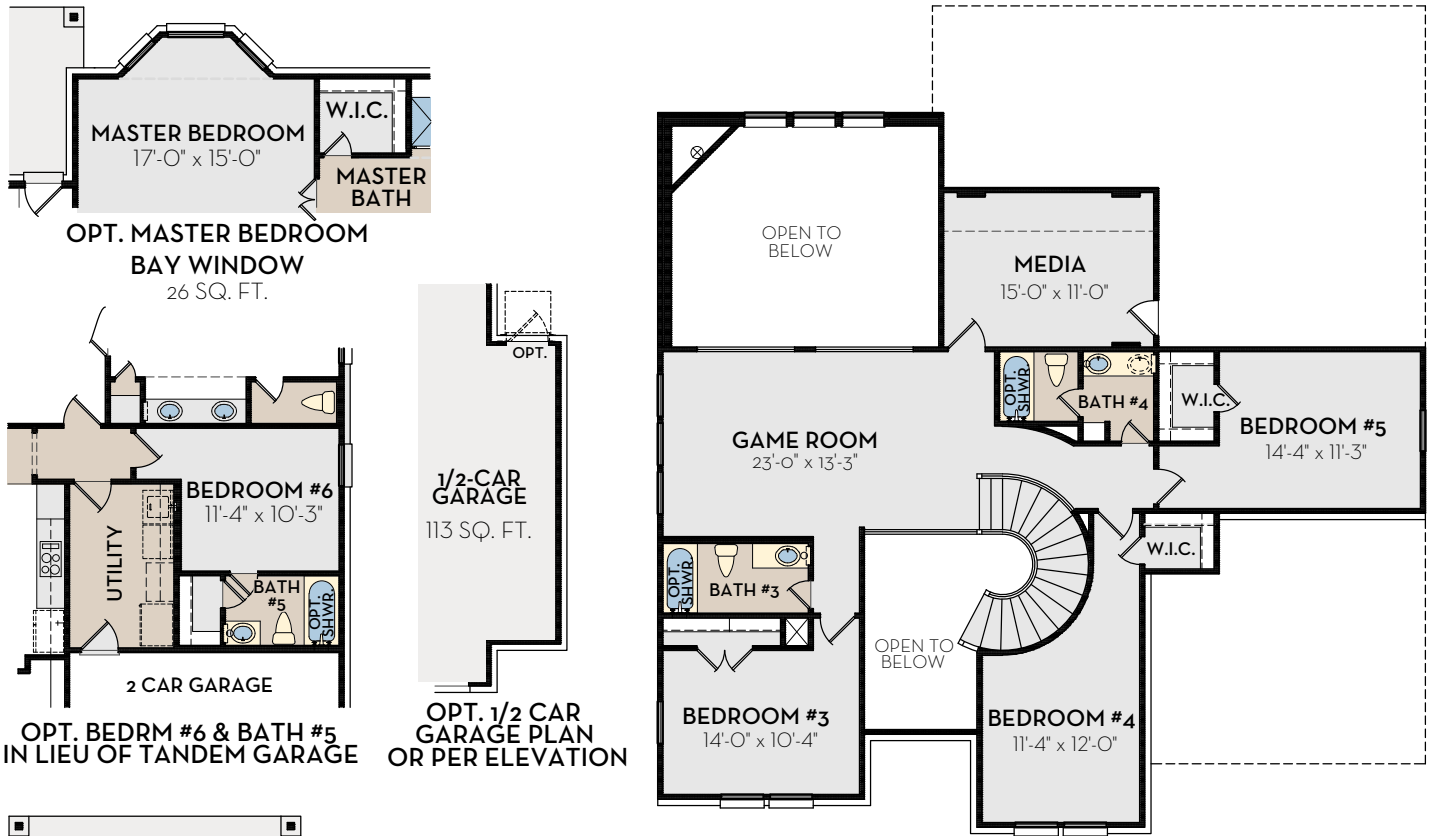 MASTER BEDROOM
17'-0" x 15'-0"
W.I.C.
MASTER
BATH
OPT. MASTER BEDROOM
BAY WINDOW
26 SQ. FT.
BEDROOM #6
11'-4" x 10'-3"
UTILITY
BATH
#5
OPT.
SHWR.
2 CAR GARAGE
OPT. BEDRM #6 & BATH #5
IN LIEU OF TANDEM GARAGE
OPT.
1/2-CAR
GARAGE
113 SQ. FT.
OPT. 1/2 CAR
GARAGE PLAN
OR PER ELEVATION
OPEN TO
BELOW
MEDIA
15'-0" x 11'-0"
OPT.
SHWR
BATH #4
W.I.C.
BEDROOM #5
14'-4" x 11'-3"
GAME ROOM
23'-0" x 13'-3"
W.I.C.
OPT.
SHWR.
BATH #3
OPEN TO
BELOW
BEDROOM #3
14'-0" x 10'-4"
BEDROOM #4
11'-4" x 12'-0"